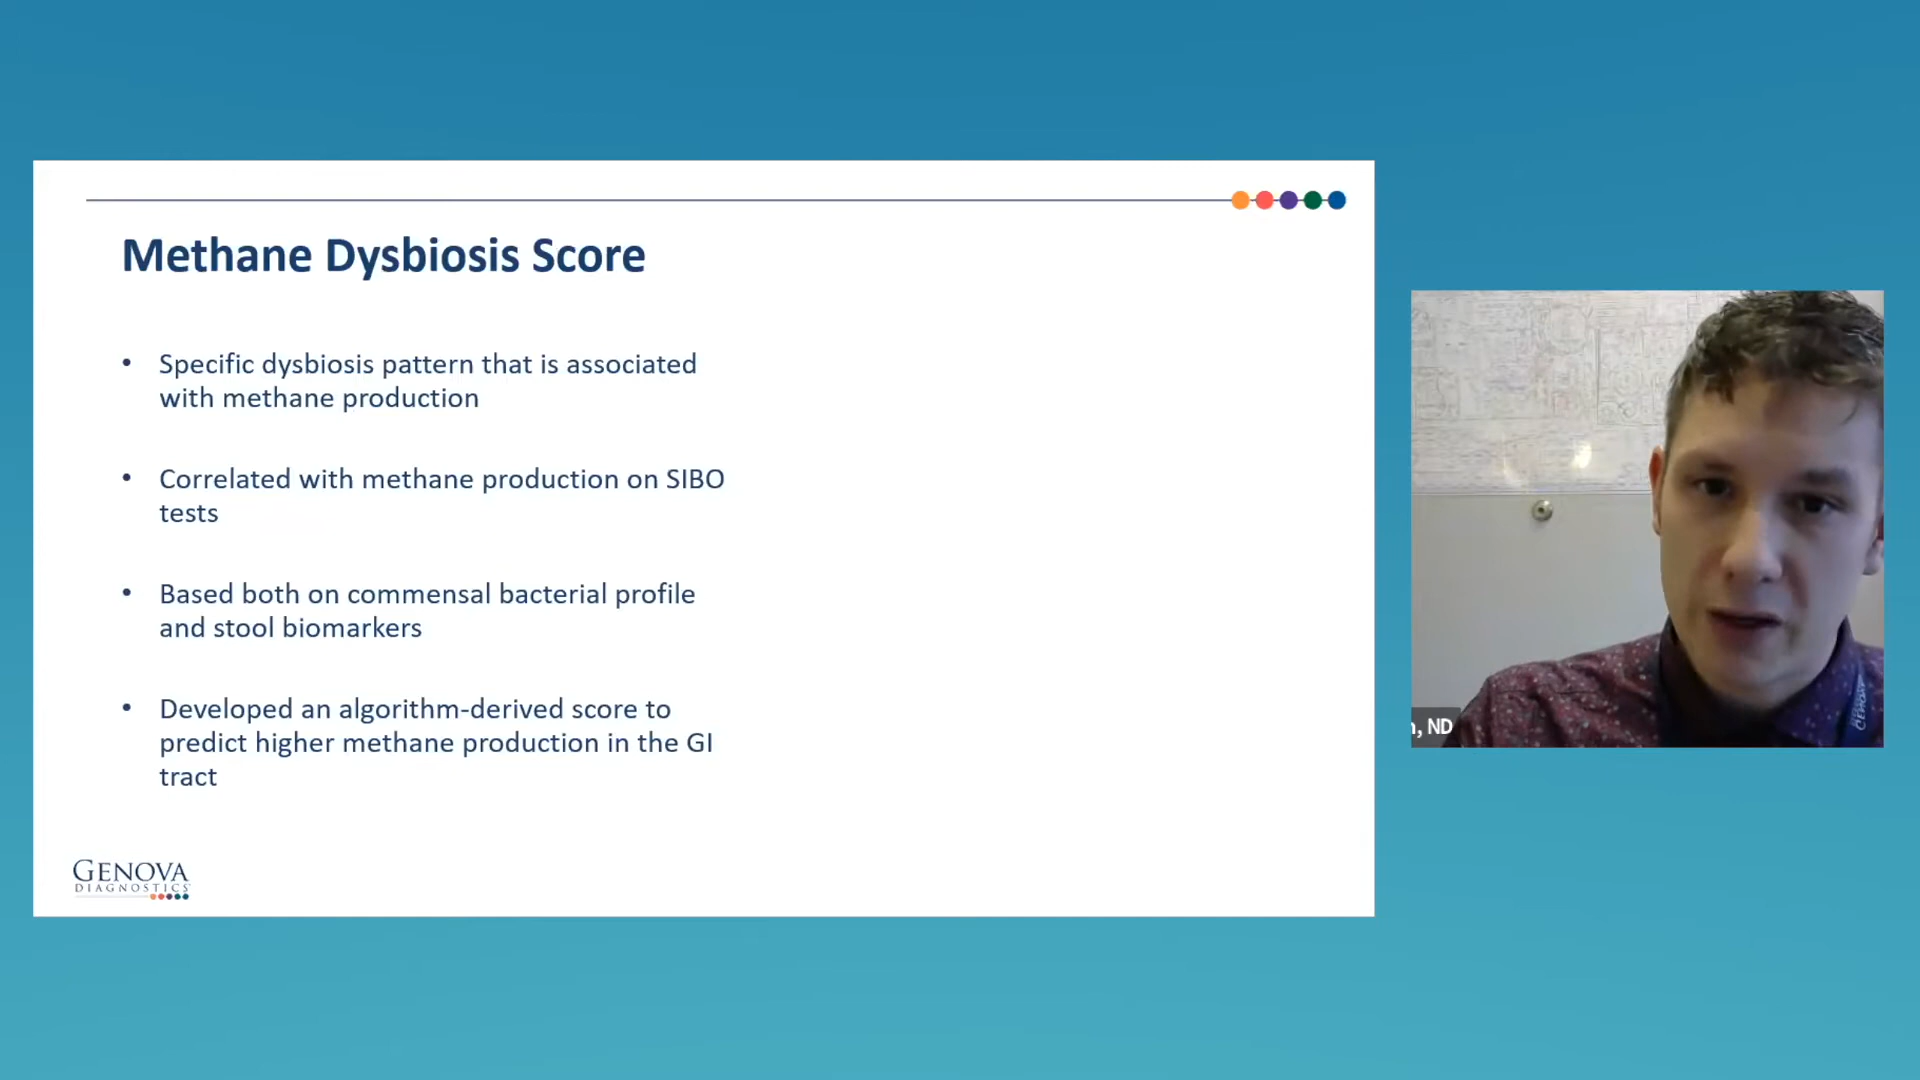 Methane Dysbiosis Score
• Specific dysbiosis pattern that is associated
with methane production
• Correlated with methane production on SIBO
tests
• Based both on commensal bacterial profile
and stool biomarkers
• Developed an algorithm-derived score to
predict higher methane production in the GI
tract
GENOVA
DIAGNOSTICS
, ND